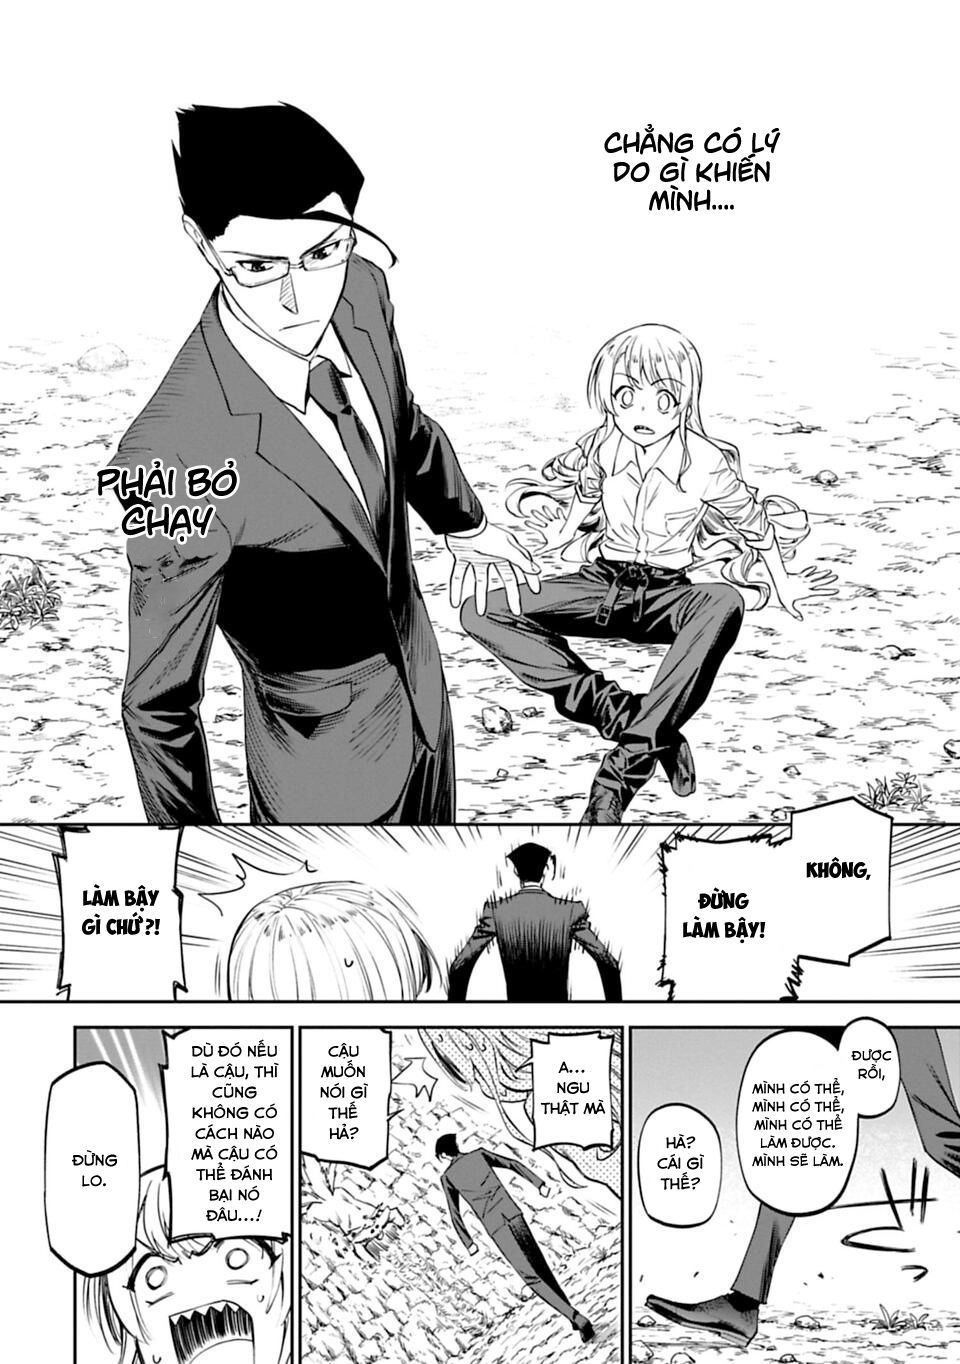 CHẲNG CÓ LÝ
DO GÌ KHIẾN
MÌNH....
PHẢI BỎ
CHẠY
KHÔNG,
ĐỪNG
LÀM BẬY!
LÀM BẬY
GÌ CHỨ?!
ĐƯỢC
RỒI,
MÌNH CÓ THỂ,
MÌNH CÓ THỂ,
MÌNH CÓ THỂ
LÀM ĐƯỢC.
MÌNH SẼ LÀM.
HÀ?
CÁI GÌ
THẾ?
A...
NGU
THẬT MÀ
CẬU
MUỐN
NÓI GÌ
THẾ
HẢ?
DÙ ĐÓ NẾU
LÀ CẬU, THÌ
CŨNG
KHÔNG CÓ
CÁCH NÀO
MÀ CẬU CÓ
THỂ ĐÁNH
BẠI NÓ
ĐÂU...!
ĐỪNG
LO.